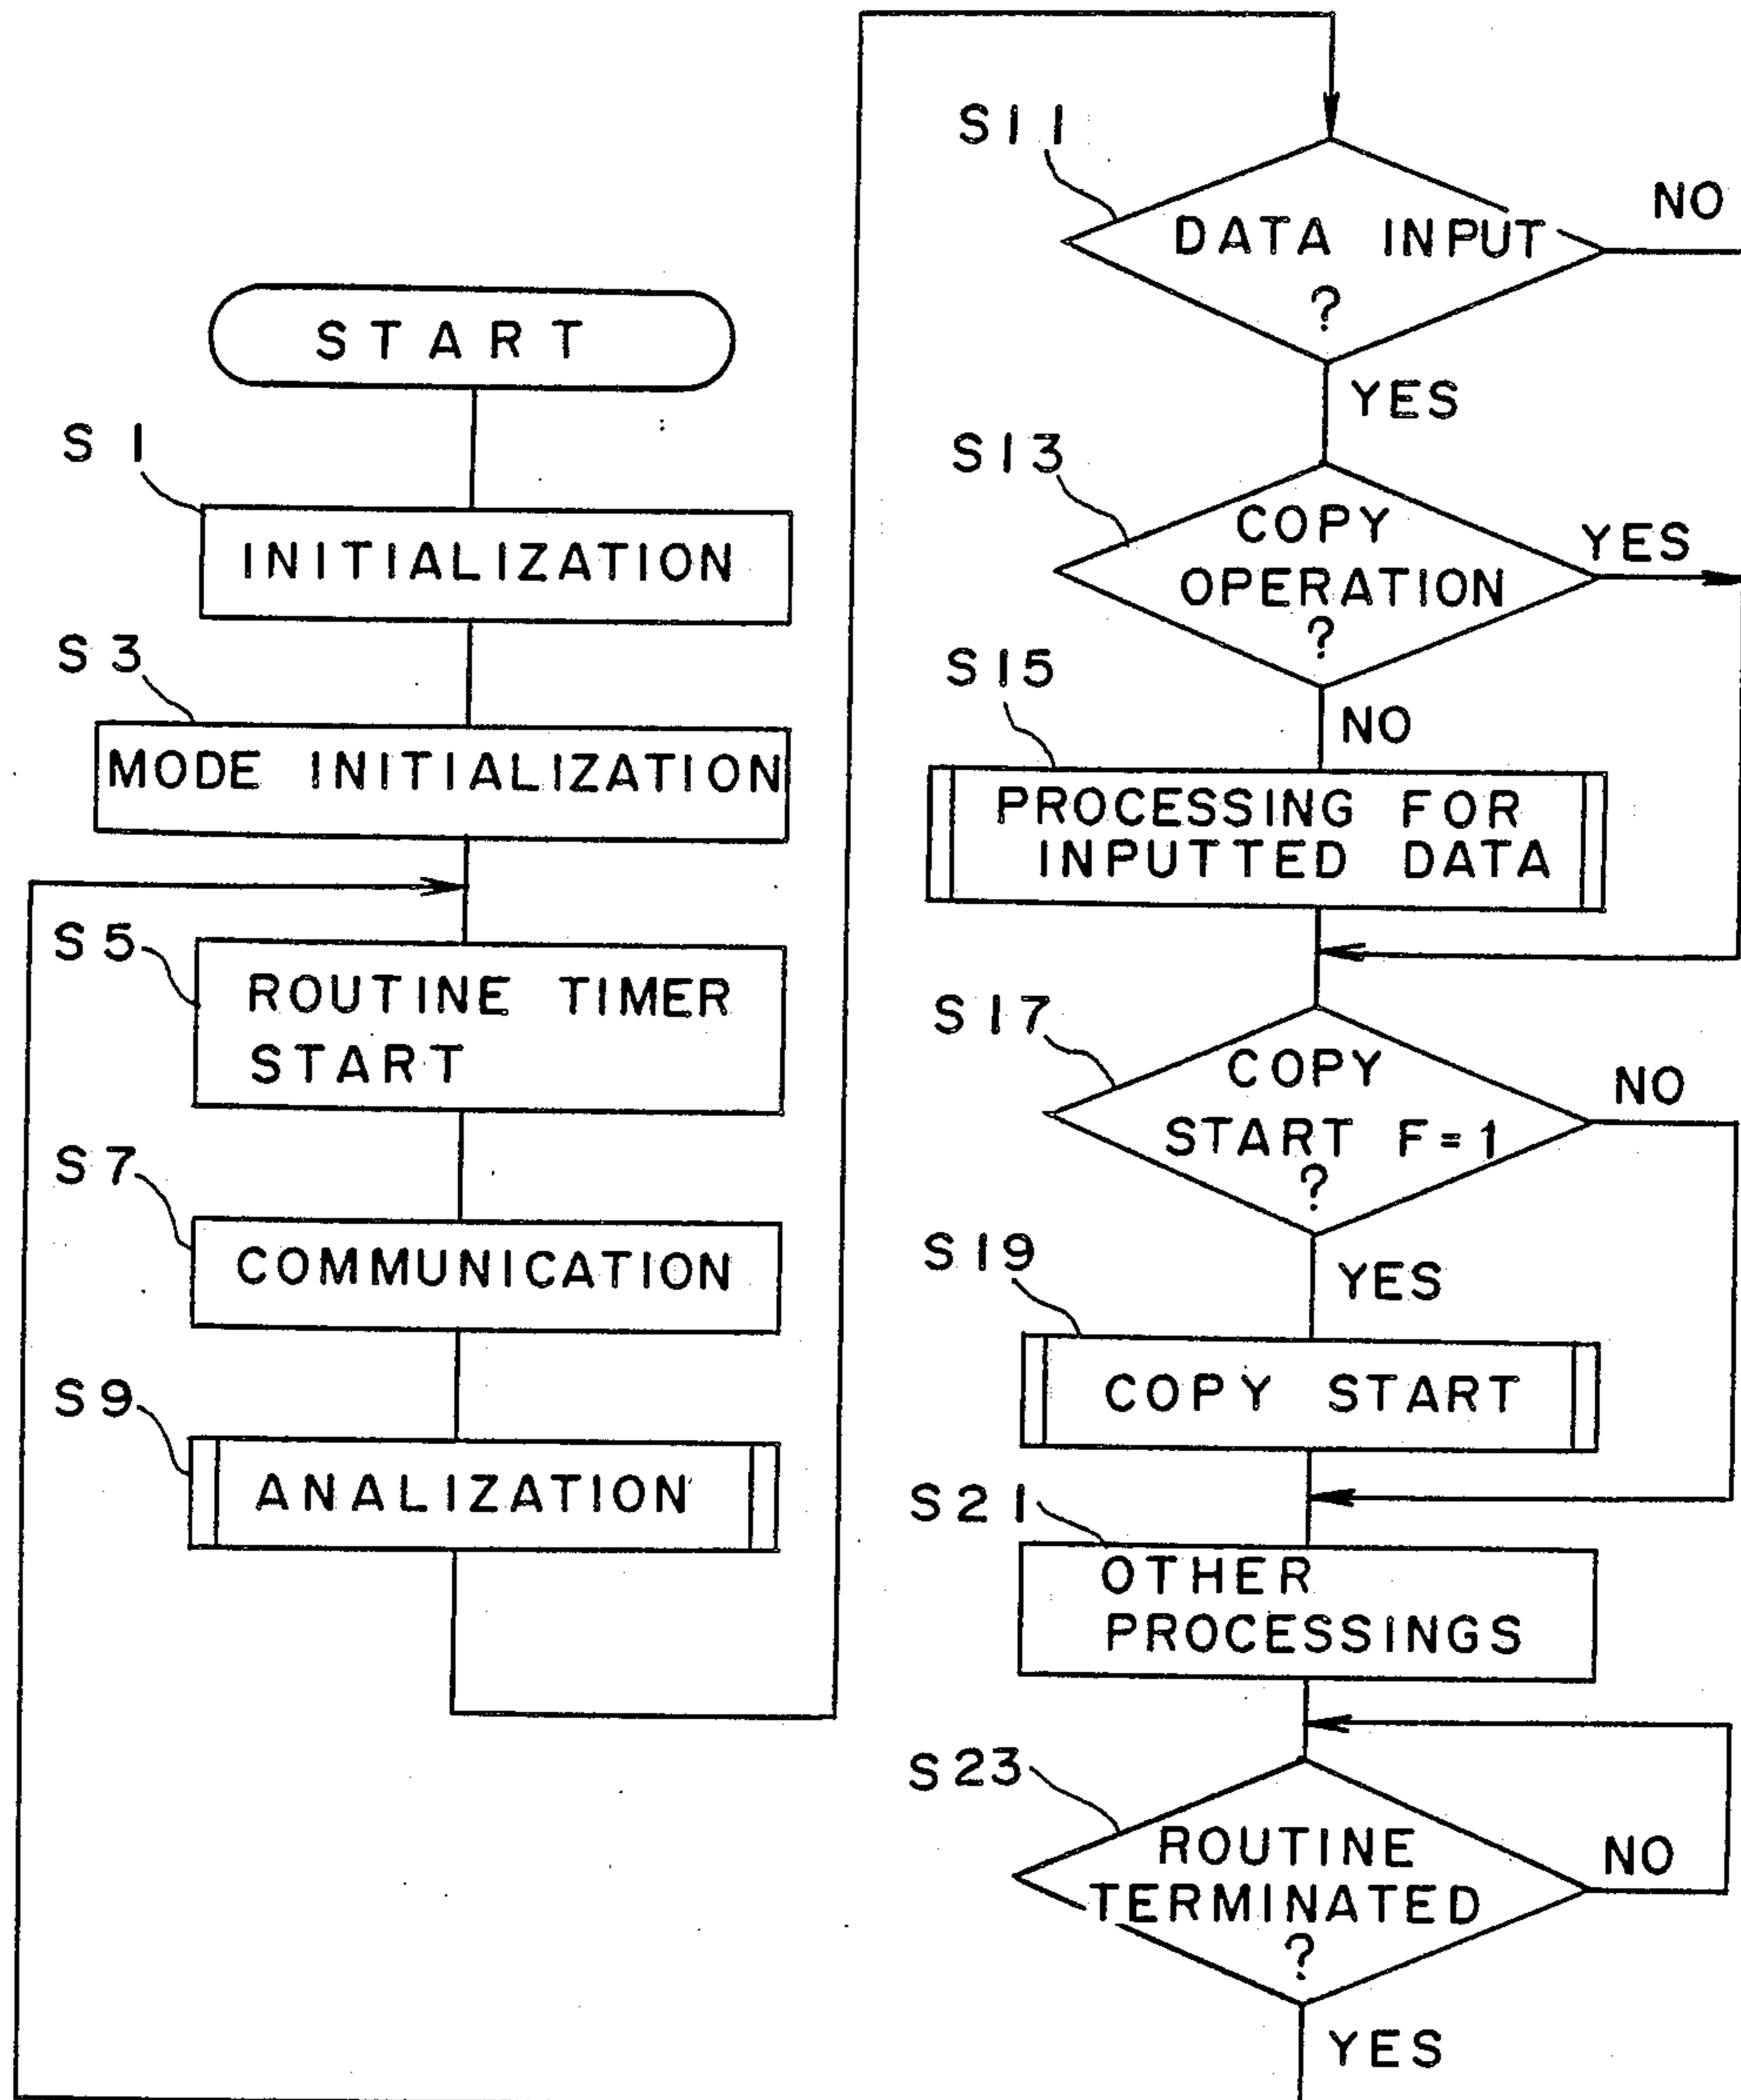 START
S1
INITIALIZATION
S3
MODE INITIALIZATION
S5
ROUTINE TIMER
START
S7
COMMUNICATION
S9
ANALIZATION
S11
DATA INPUT
?
NO
YES
S13
COPY
OPERATION
?
YES
NO
S15
PROCESSING FOR
INPUTTED DATA
S17
COPY
START F=1
?
NO
YES
S19
COPY START
S21
OTHER
PROCESSINGS
S23
ROUTINE
TERMINATED
?
NO
YES